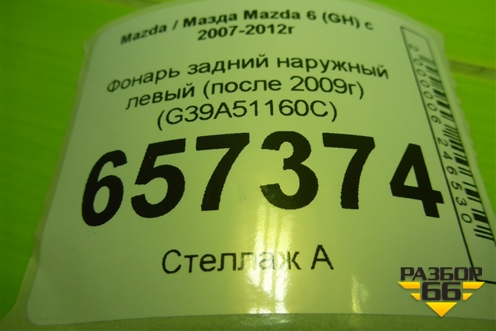 Mazda / Мазда Mazda 6 (GH) с
2007-2012г
Фонарь задний наружный
левый (после 2009г)
(G39A51160C)
657374
Стеллаж А
РАЗБОР
66